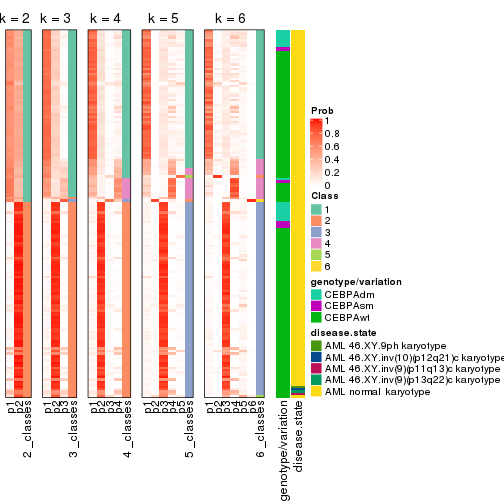 k = 2 k = 3 k = 4 k = 5 k = 6
Prob
1
0.8
0.6
0.4
0.2
0
Class
1
2
3
4
5
6
genotype/variation
CEBPAdm
CEBPAsm
CEBPAwt
disease.state
AML 46.XY.9ph karyotype
AML 46.XY.inv(10)(p12q21)c karyotype
AML 46.XY.inv(9)(p11q13)c karyotype
AML 46.XY.inv(9)(p13q22)c karyotype
AML normal karyotype
p1
p2
2_classes
p1
p2
p3
3_classes
p1
p2
p3
p4
4_classes
p1
p2
p3
p4
p5
5_classes
p1
p2
p3
p4
p5
p6
6_classes
genotype/variation
disease.state